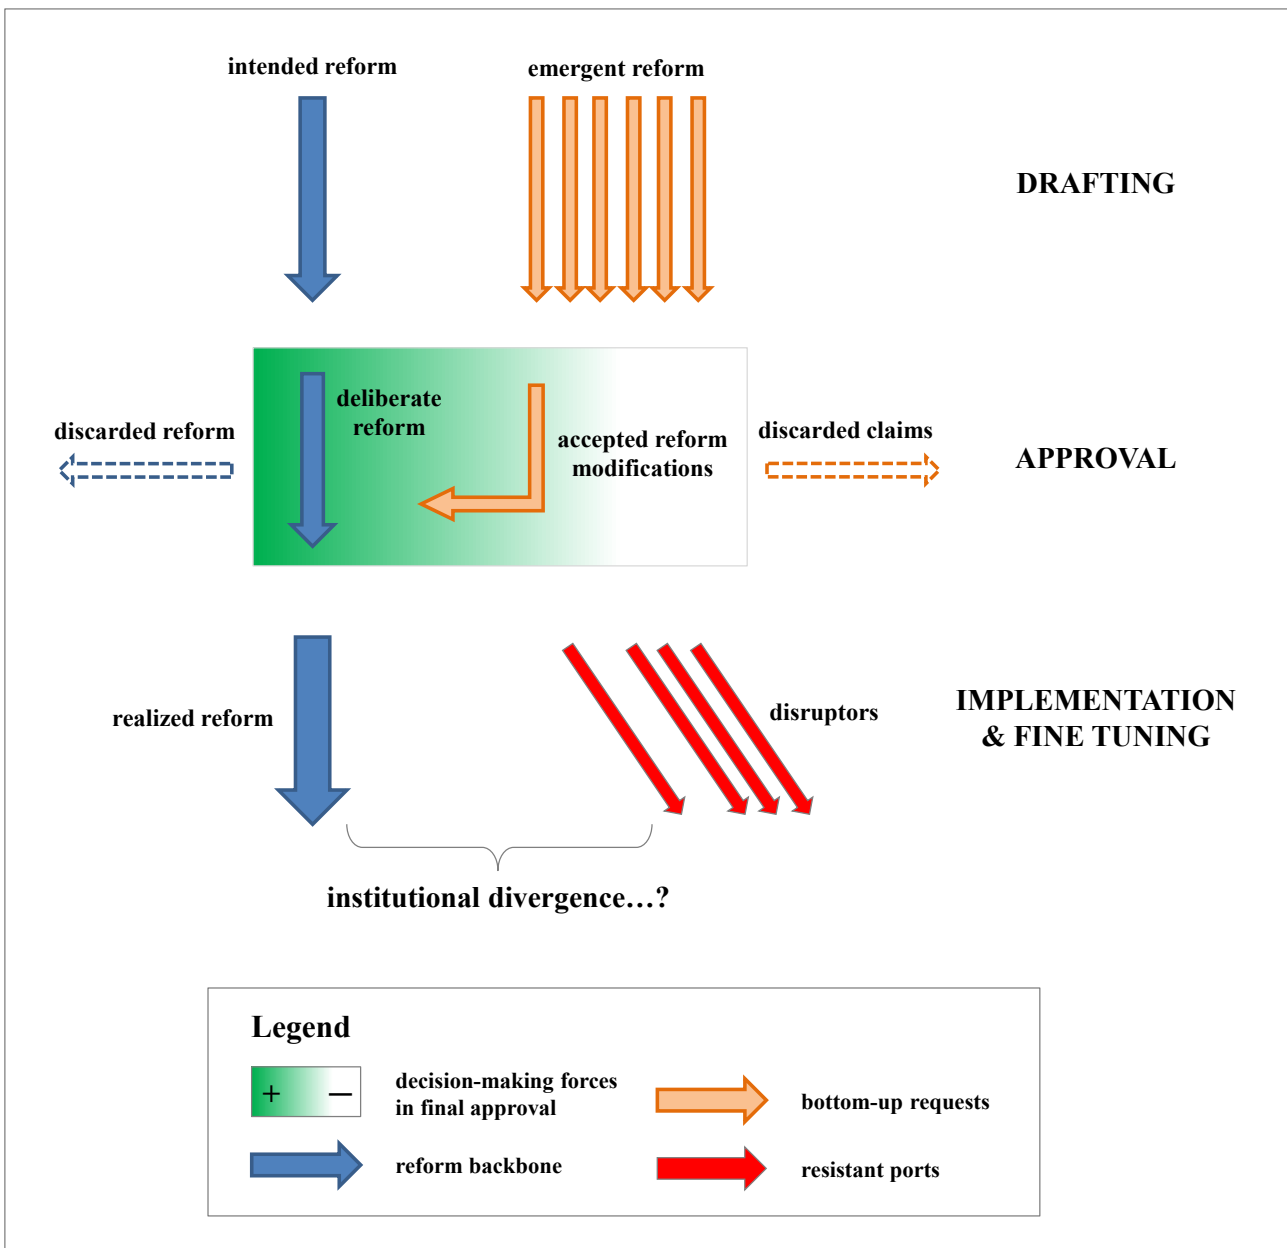 intended reform
emergent reform
DRAFTING
deliberate
reform
accepted reform
modifications
discarded reform
discarded claims
APPROVAL
realized reform
disruptors
IMPLEMENTATION
& FINE TUNING
institutional divergence…?
Legend
+ —
decision-making forces
in final approval
bottom-up requests
reform backbone
resistant ports